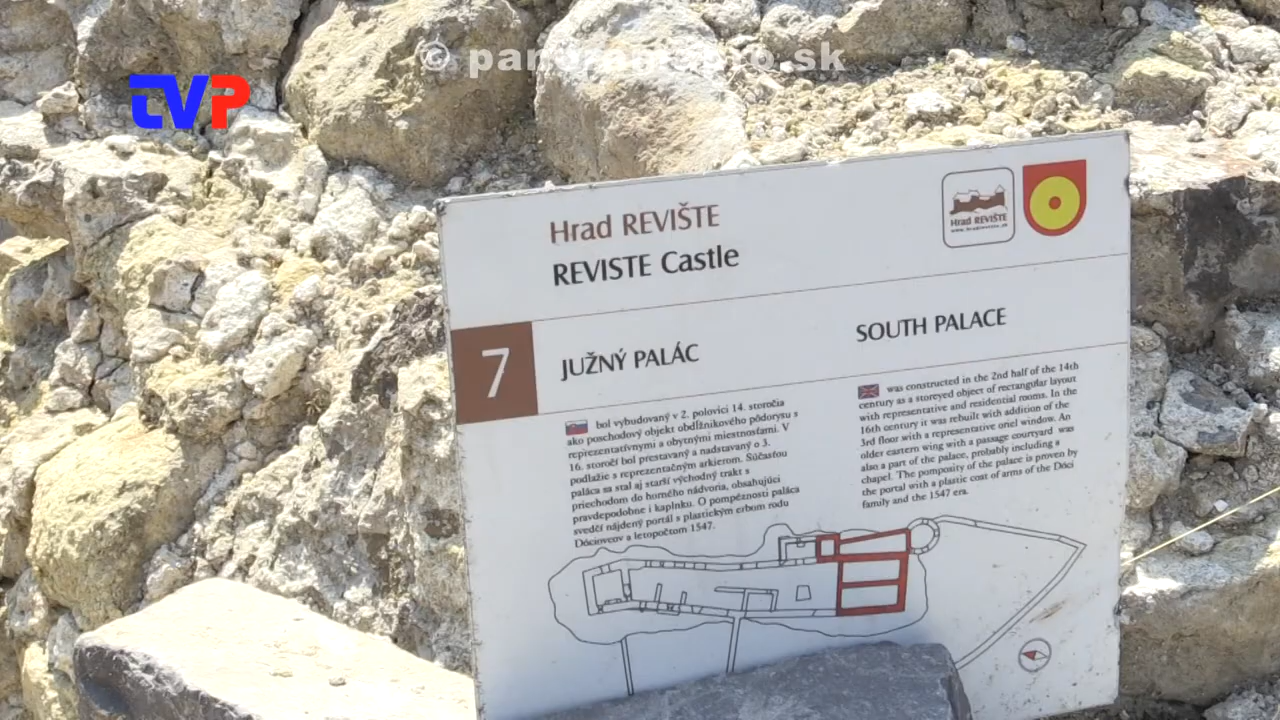 © panoramapro.sk
TVP
Hrad REVIŠTE
REVISTE Castle
Hrad REVIŠTE
www.hradreviste.sk
7
JUŽNÝ PALÁC
SOUTH PALACE
bol vybudovaný v 2. polovici 14. storočia
ako poschodový objekt obdĺžnikového pôdorysu s
reprezentatívnymi a obytnými miestnosťami. V
16. storočí bol prestavaný a nadstavaný o 3.
podlažie s reprezentačným arkierom. Súčasťou
paláca sa stal aj starší východný trakt s
priechodom do horného nádvoria, obsahujúci
pravdepodobne i kaplnku. O pompéznosti paláca
svedčí nájdený portál s plastickým erbom rodu
Dóciovcov a letopočtom 1547.
was constructed in the 2nd half of the 14th
century as a storeyed object of rectangular layout
with representative and residential rooms. In the
16th century it was rebuilt with addition of the
3rd floor with a representative oriel window. An
older eastern wing with a passage courtyard was
also a part of the palace, probably including a
chapel. The pomposity of the palace is proven by
the portal with a plastic coat of arms of the Dóci
family and the 1547 era.